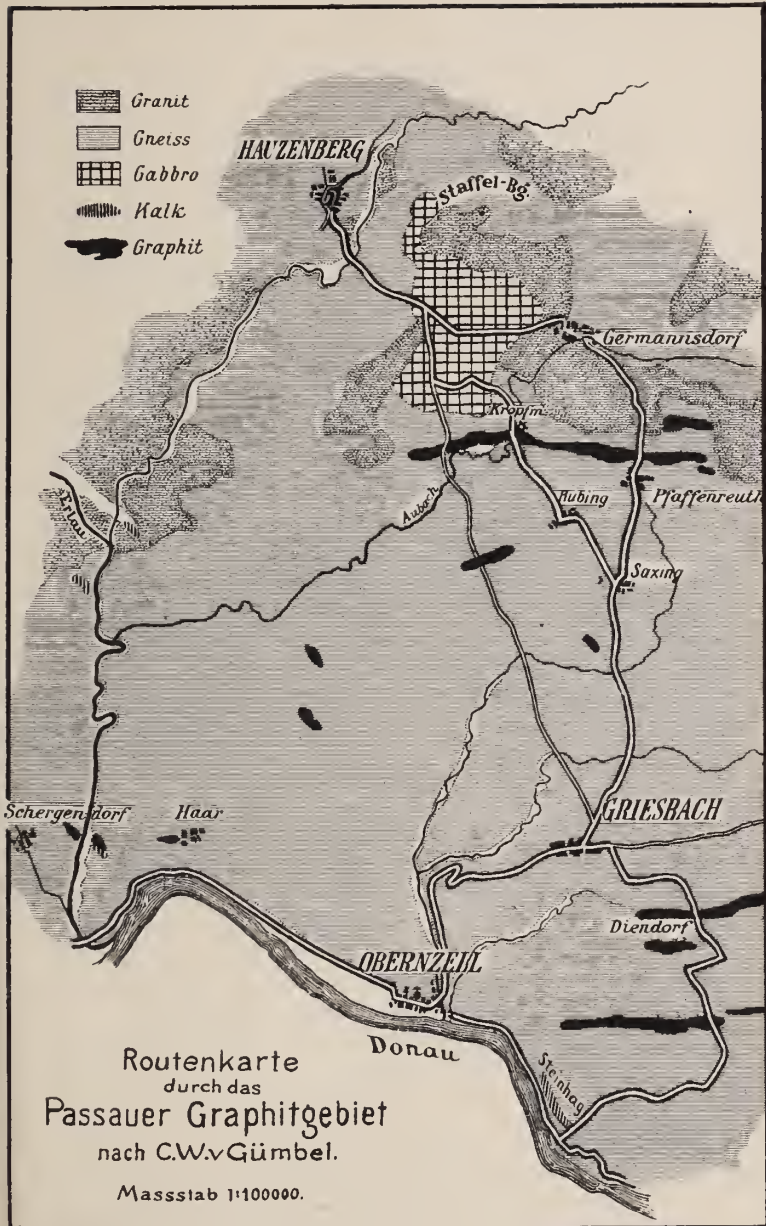 Granit
Gneiss
Gabbro
Kalk
Graphit
HAUZENBERG
Staffel-Bg.
Germannsdorf
Kropfm
Pfaffenreuth
Rubing
Aubach
Erlau
Saxing
Schergendorf
Haar
GRIESBACH
Diendorf
OBERNZELL
Donau
Steinhag
Routenkarte
durch das
Passauer Graphitgebiet
nach C.W.v Gümbel.
Massstab 1:100000.